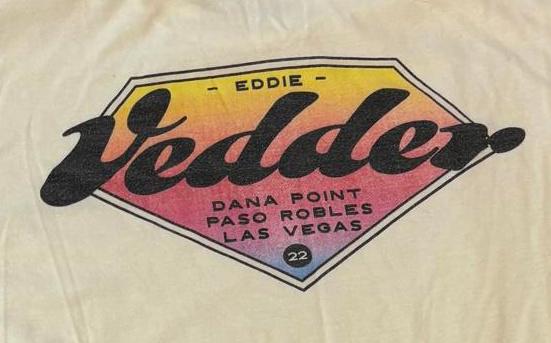 - EDDIE -
Vedder
DANA POINT
PASO ROBLES
LAS VEGAS
22